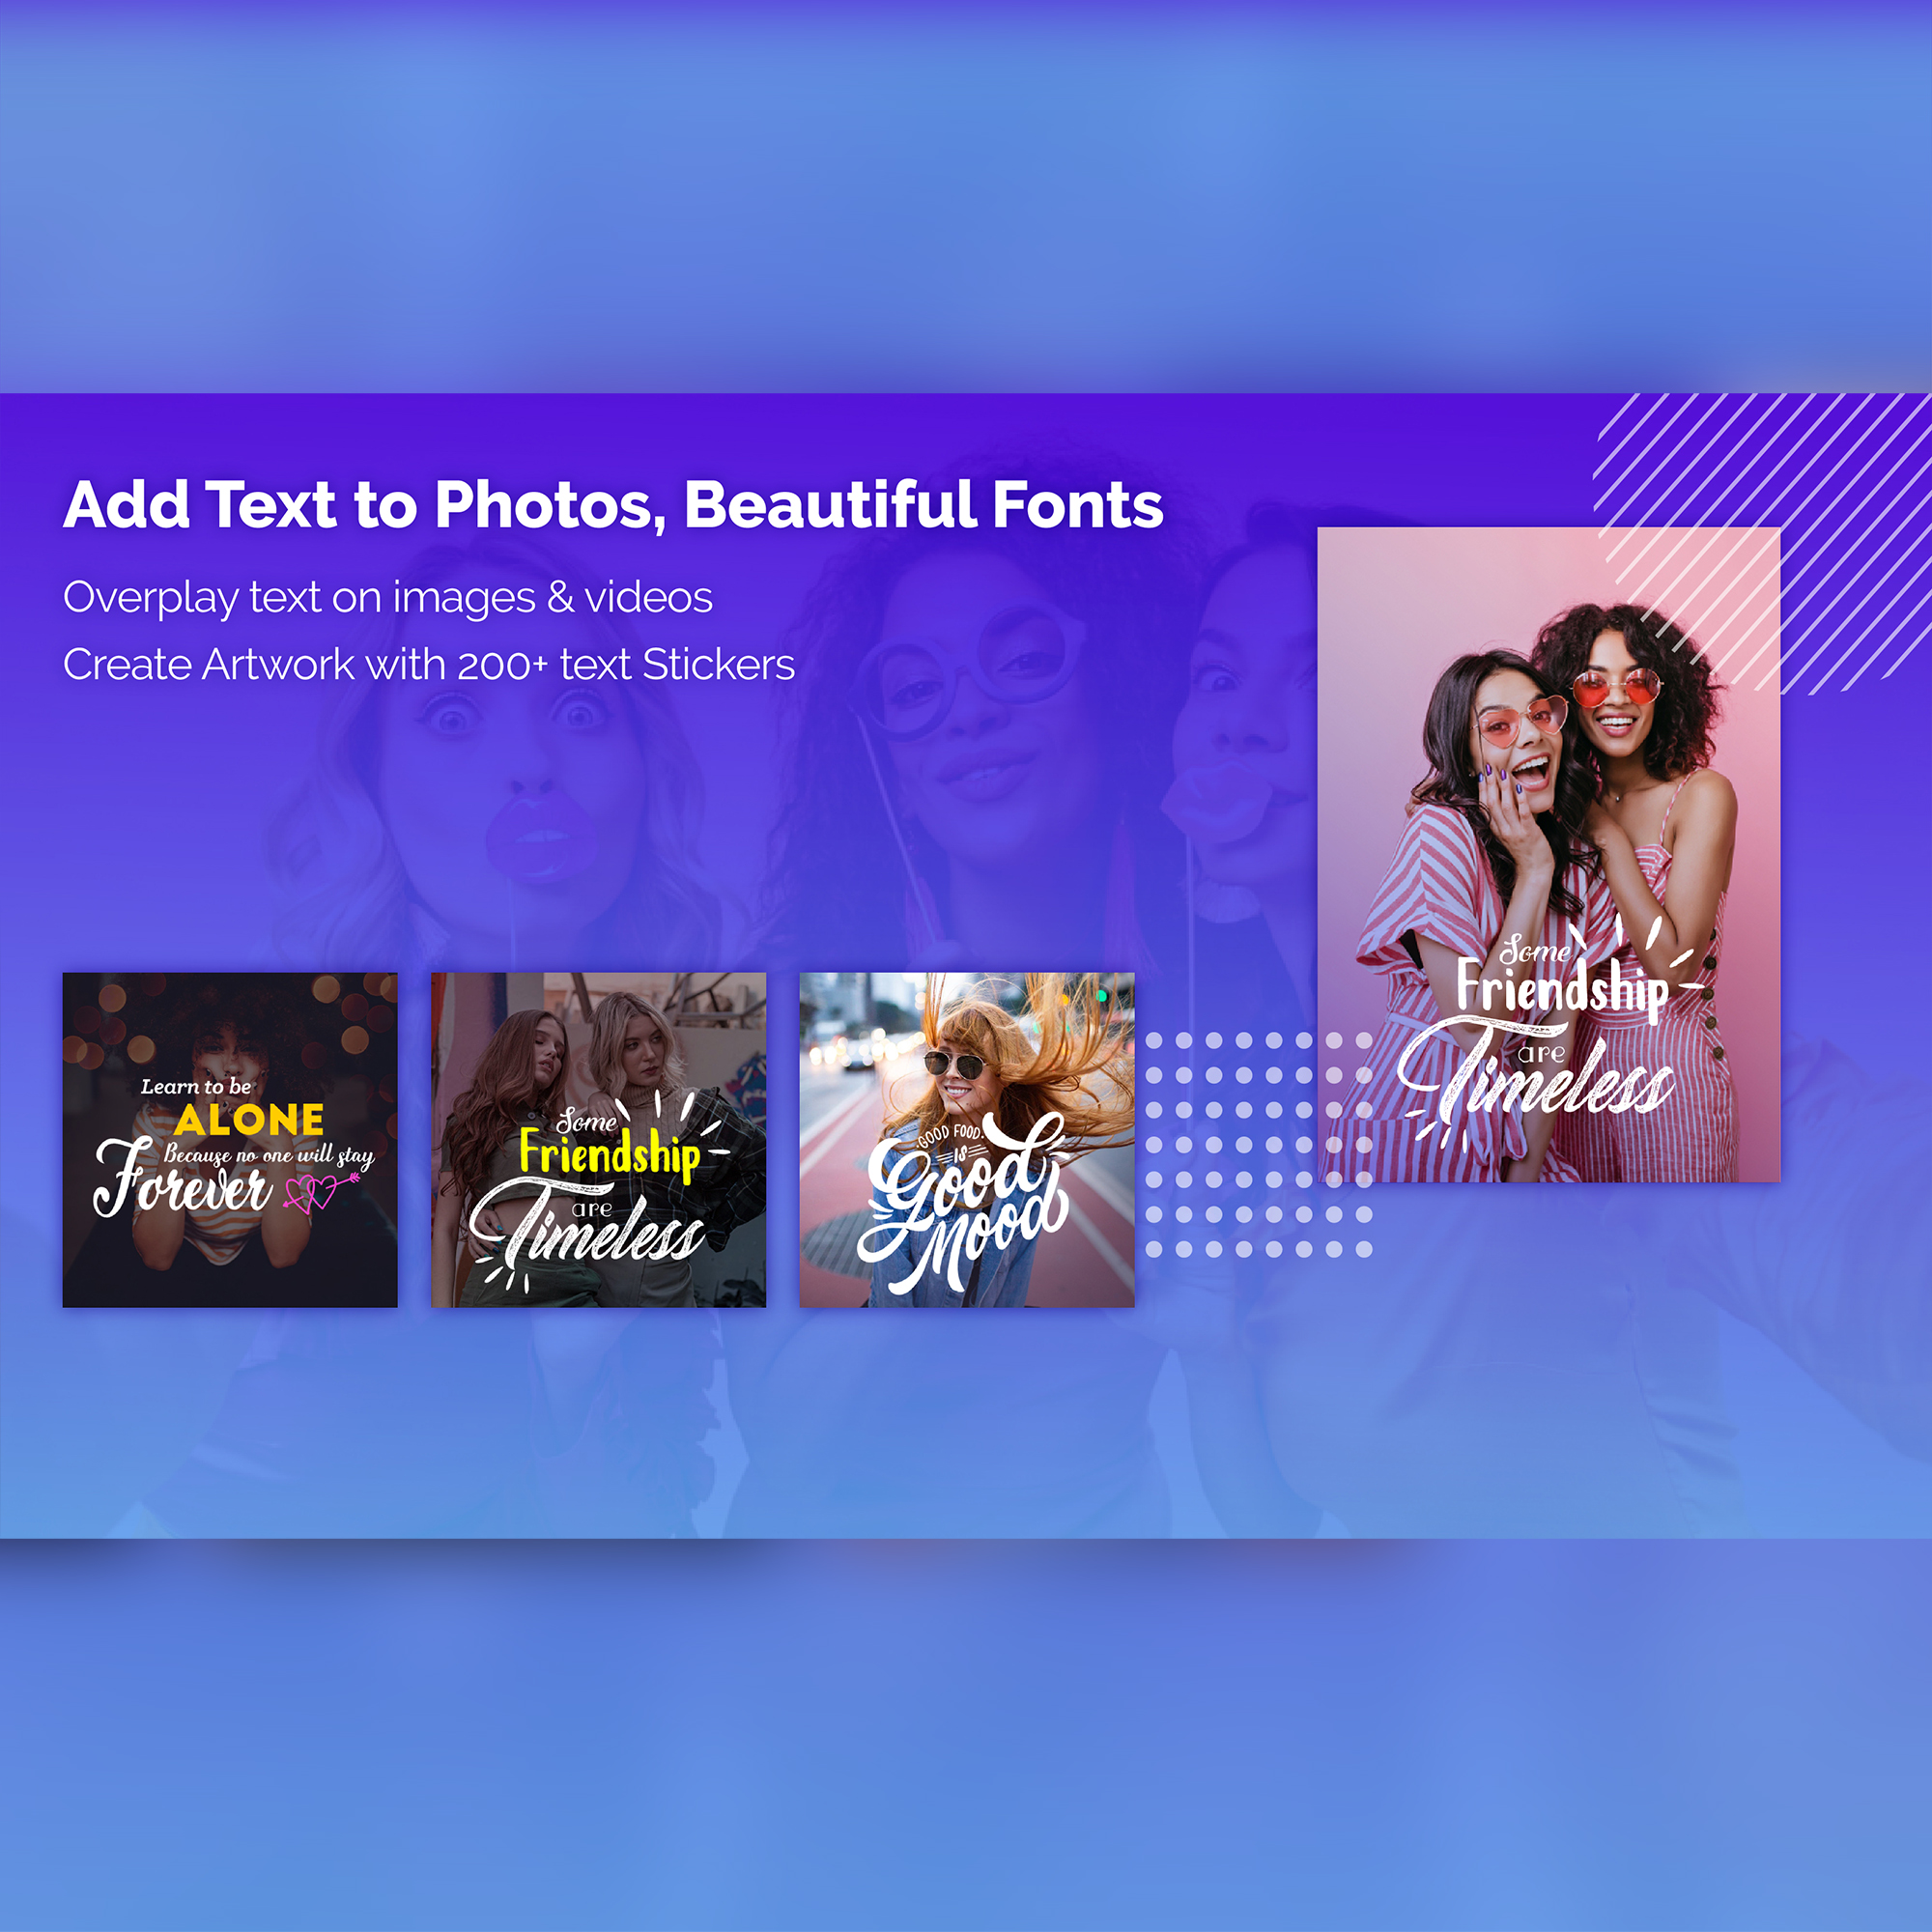 Add Text to Photos, Beautiful Fonts
Overplay text on images & videos
Create Artwork with 200+ text Stickers
Learn to be
ALONE
Because no one will stay
Forever
Some
Friendship
are
Timeless
GOOD FOOD
IS
Good
Mood
Some
Friendship
are
Timeless